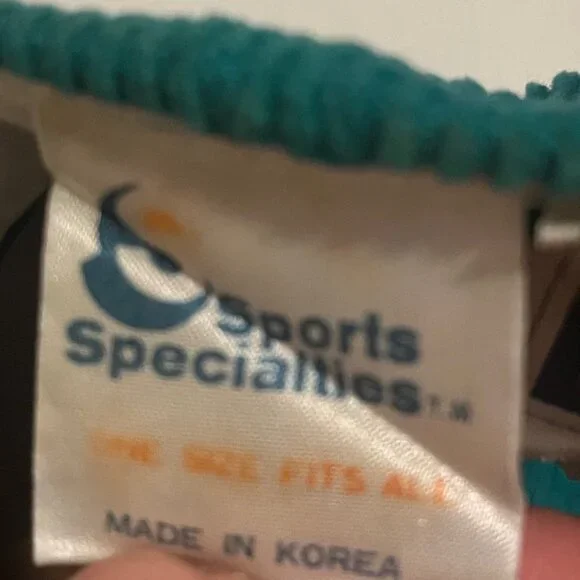 Sports
Specialties T.M.
ONE SIZE FITS ALL
MADE IN KOREA